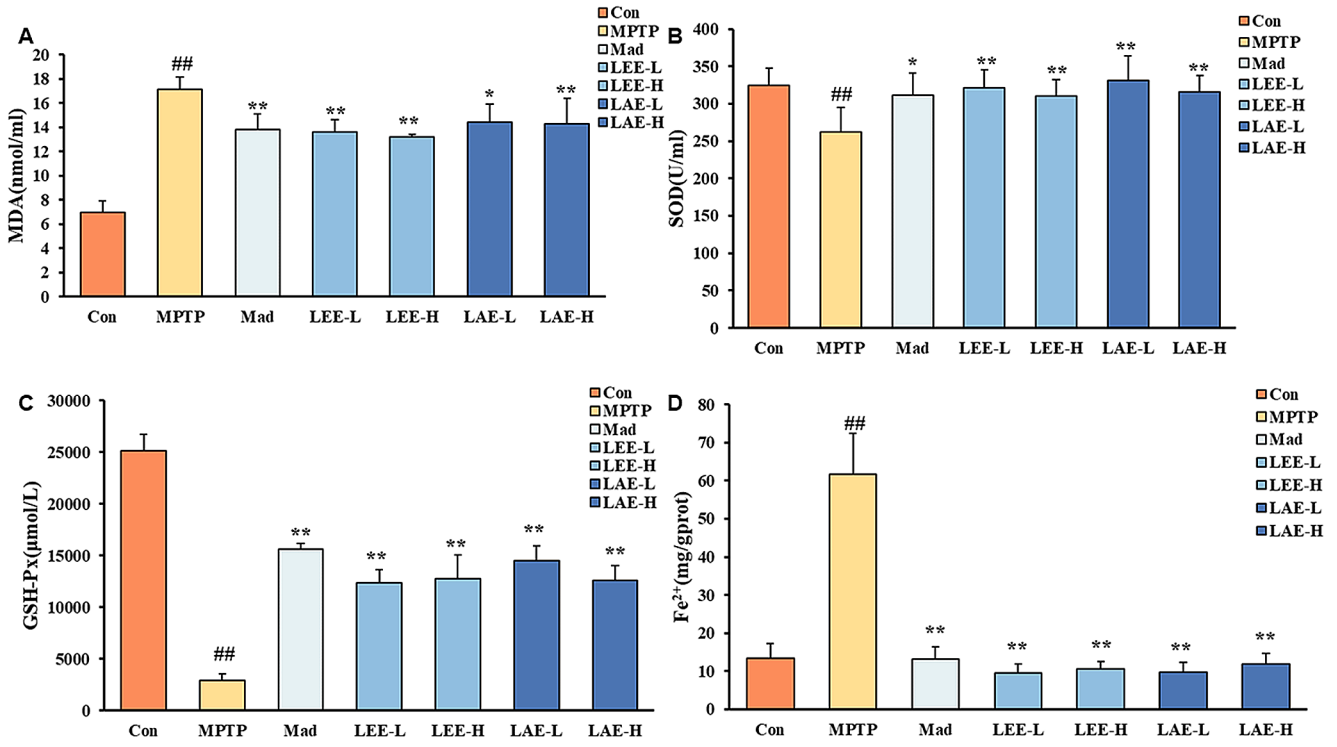 A
MDA(nmol/ml)
20
18
16
14
12
10
8
6
4
2
0
##
**
**
**
*
**
Con
MPTP
Mad
LEE-L
LEE-H
LAE-L
LAE-H
Con
MPTP
Mad
LEE-L
LEE-H
LAE-L
LAE-H
B
SOD(U/ml)
400
350
300
250
200
150
100
50
0
##
*
**
**
**
**
Con
MPTP
Mad
LEE-L
LEE-H
LAE-L
LAE-H
Con
MPTP
Mad
LEE-L
LEE-H
LAE-L
LAE-H
C
GSH-Px(μmol/L)
30000
25000
20000
15000
10000
5000
0
##
**
**
**
**
**
Con
MPTP
Mad
LEE-L
LEE-H
LAE-L
LAE-H
Con
MPTP
Mad
LEE-L
LEE-H
LAE-L
LAE-H
D
Fe²⁺(mg/gprot)
80
70
60
50
40
30
20
10
0
##
**
**
**
**
**
Con
MPTP
Mad
LEE-L
LEE-H
LAE-L
LAE-H
Con
MPTP
Mad
LEE-L
LEE-H
LAE-L
LAE-H